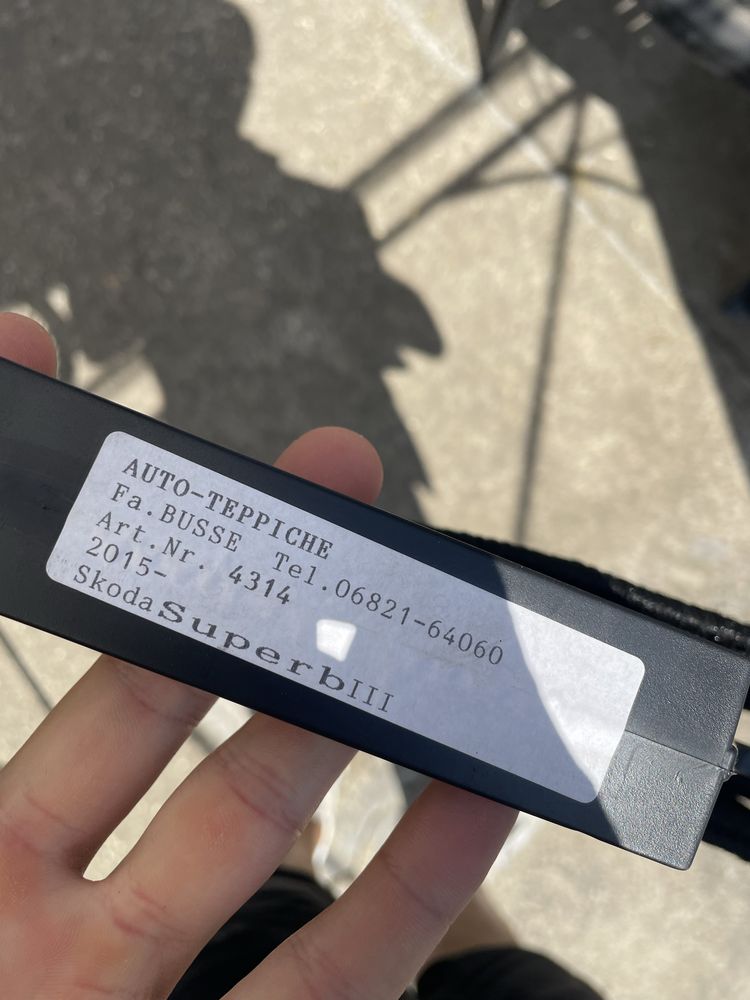 AUTO-TEPPICHE
Fa.BUSSE Tel.06821-64060
Art.Nr. 4314
2015-
Skoda Superb III